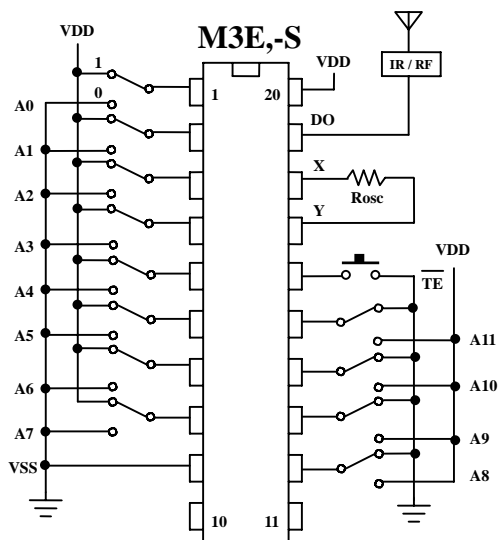 M3E,-S
VDD
1
0
A0
A1
A2
A3
A4
A5
A6
A7
VSS
1
20
10
11
VDD
DO
IR / RF
X
Rosc
Y
TE
VDD
A11
A10
A9
A8